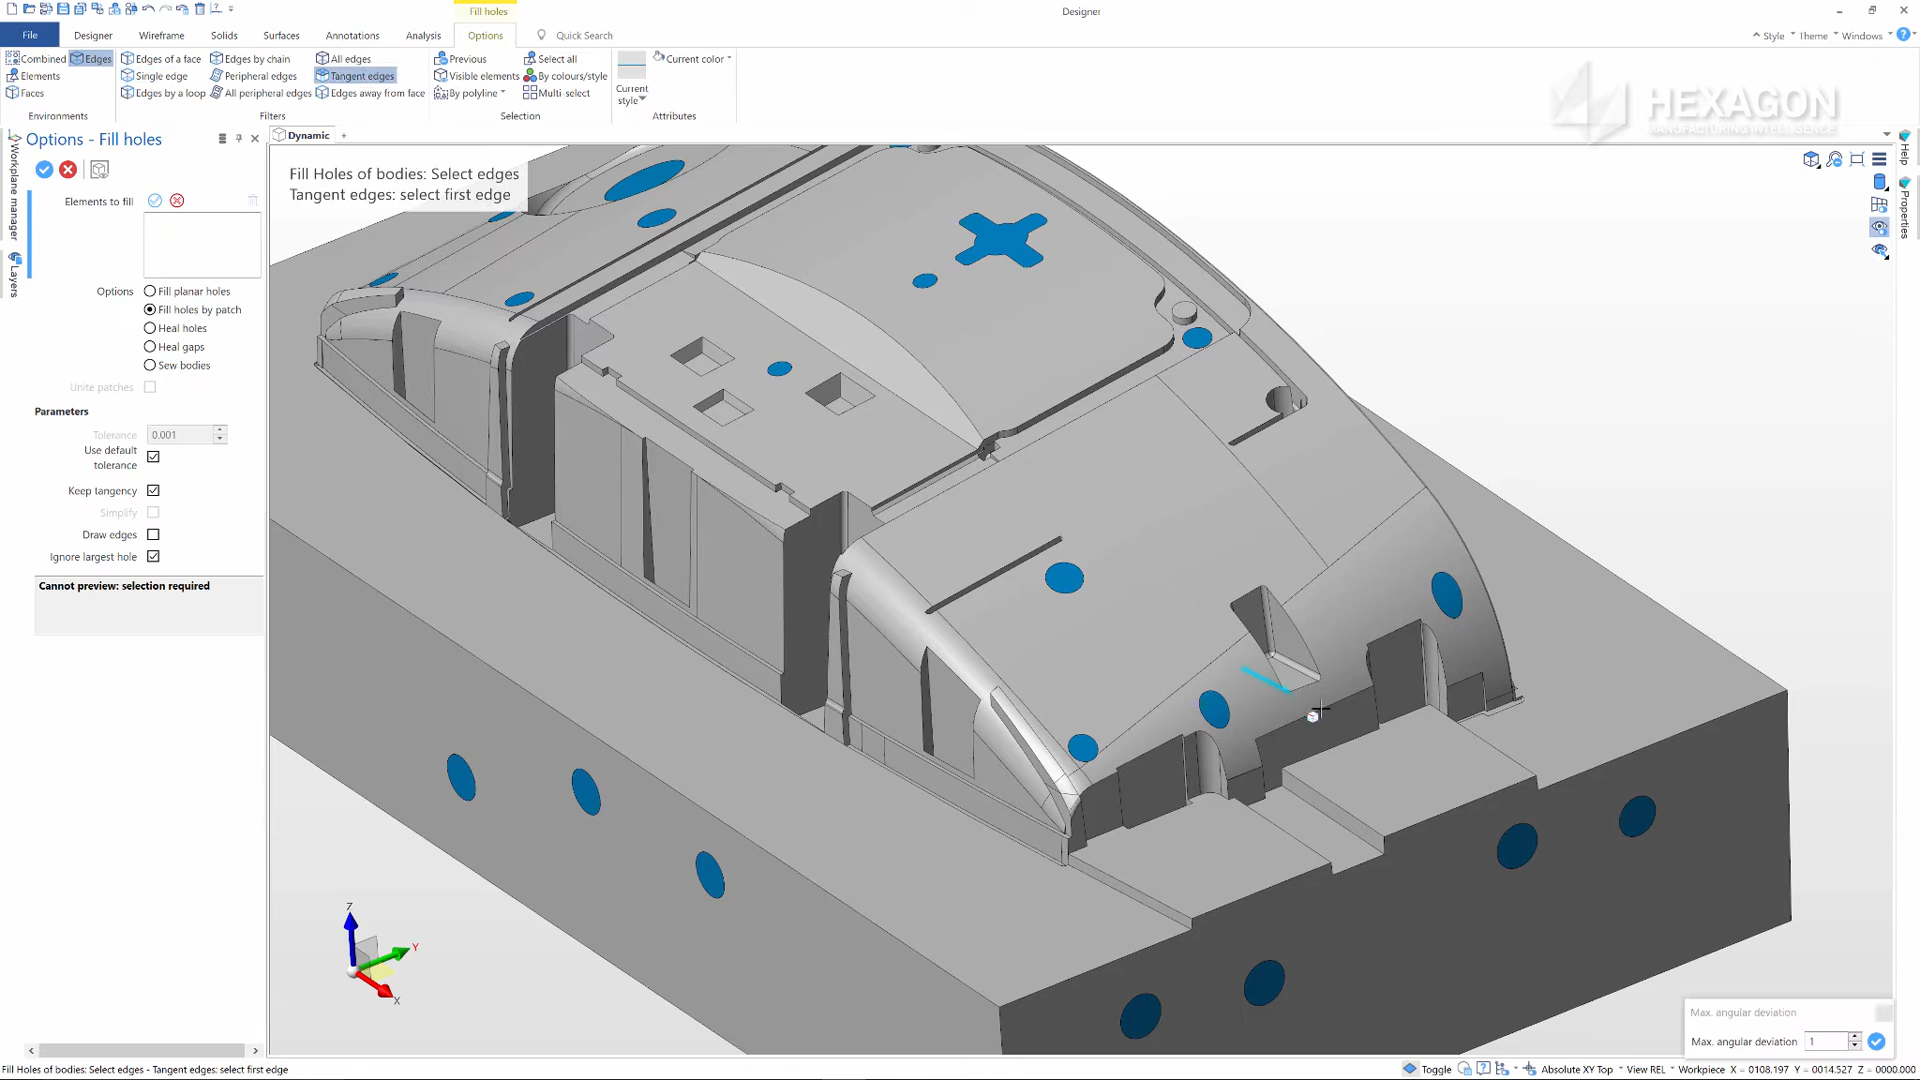 Fill holes
Designer
File
Designer
Wireframe
Solids
Surfaces
Annotations
Analysis
Options
Quick Search
Style
Theme
Windows
Combined
Edges
Elements
Faces
Environments
Edges of a face
Edges by chain
All edges
Single edge
Peripheral edges
Tangent edges
Edges by a loop
All peripheral edges
Edges away from face
Filters
Previous
Select all
Visible elements
By colours/style
By polyline
Multi-select
Selection
Current
style
Current color
Attributes
HEXAGON
MANUFACTURING INTELLIGENCE
Workplane manager
Layers
Options - Fill holes
Elements to fill
Options
Fill planar holes
Fill holes by patch
Heal holes
Heal gaps
Sew bodies
Unite patches
Parameters
Tolerance
0.001
Use default
tolerance
Keep tangency
Simplify
Draw edges
Ignore largest hole
Cannot preview: selection required
Dynamic
Fill Holes of bodies: Select edges
Tangent edges: select first edge
Help
Properties
Z
Y
X
Max. angular deviation
Max. angular deviation
1
Fill Holes of bodies: Select edges - Tangent edges: select first edge
Toggle
Absolute XY Top
View REL
Workpiece
X = 0108.197
Y = 0014.527
Z = 0000.000